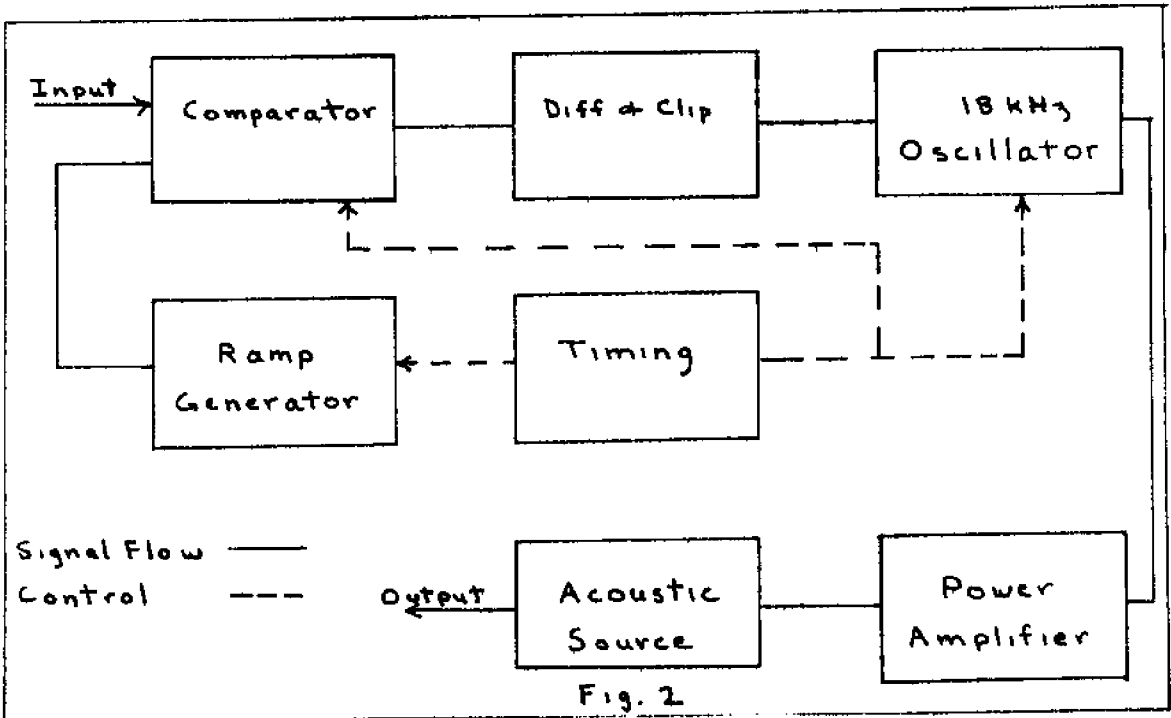 Input
Comparator
Diff & Clip
18 kHz
Oscillator
Ramp
Generator
Timing
Signal Flow
Control
Output
Acoustic
Source
Power
Amplifier
Fig. 2